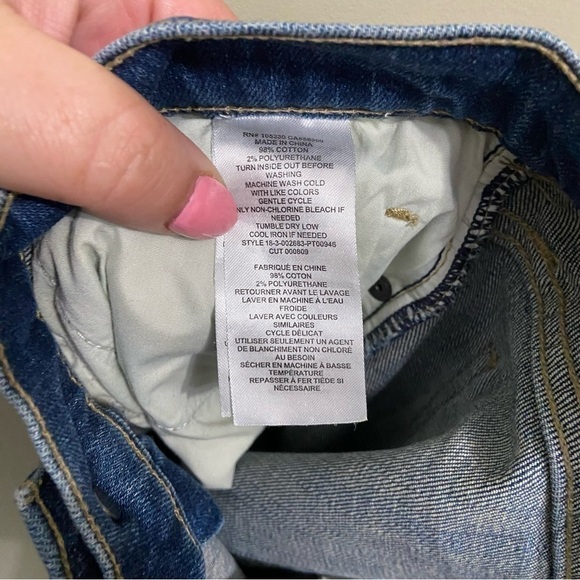 MADE IN CHINA
98% COTTON
2% POLYURETHANE
TURN INSIDE OUT BEFORE
WASHING
MACHINE WASH COLD
WITH LIKE COLORS
GENTLE CYCLE
ONLY NON-CHLORINE BLEACH IF
NEEDED
TUMBLE DRY LOW
COOL IRON IF NEEDED
STYLE 18-3-002883-PT00945
CUT 000809
FABRIQUÉ EN CHINE
98% COTON
2% POLYURETHANE
RETOURNER AVANT LE LAVAGE
LAVER EN MACHINE À L'EAU
FROIDE
LAVER AVEC COULEURS
SIMILAIRES
CYCLE DÉLICAT
UTILISER SEULEMENT UN AGENT
DE BLANCHIMENT NON CHLORÉ
AU BESOIN
SÉCHER EN MACHINE À BASSE
TEMPÉRATURE
REPASSER À FER TIÈDE SI
NÉCESSAIRE